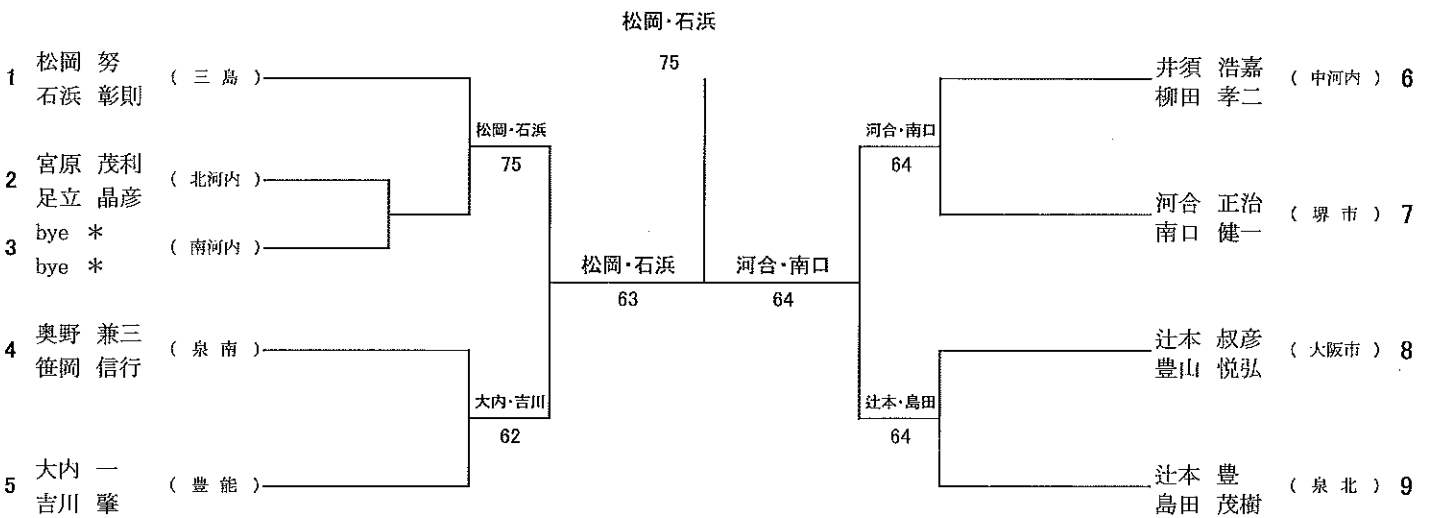 松岡・石浜
75
1 松岡 努 ( 三 島 )
石浜 彰則
2 宮原 茂利 ( 北河内 )
足立 晶彦
3 bye * ( 南河内 )
bye *
4 奥野 兼三 ( 泉 南 )
笹岡 信行
5 大内 一 ( 豊 能 )
吉川 肇
松岡・石浜
75
大内・吉川
62
松岡・石浜
63
河合・南口
64
河合・南口
64
辻本・島田
64
井須 浩嘉 ( 中河内 ) 6
柳田 孝二
河合 正治 ( 堺 市 ) 7
南口 健一
辻本 叔彦 ( 大阪市 ) 8
豊山 悦弘
辻本 豊 ( 泉 北 ) 9
島田 茂樹